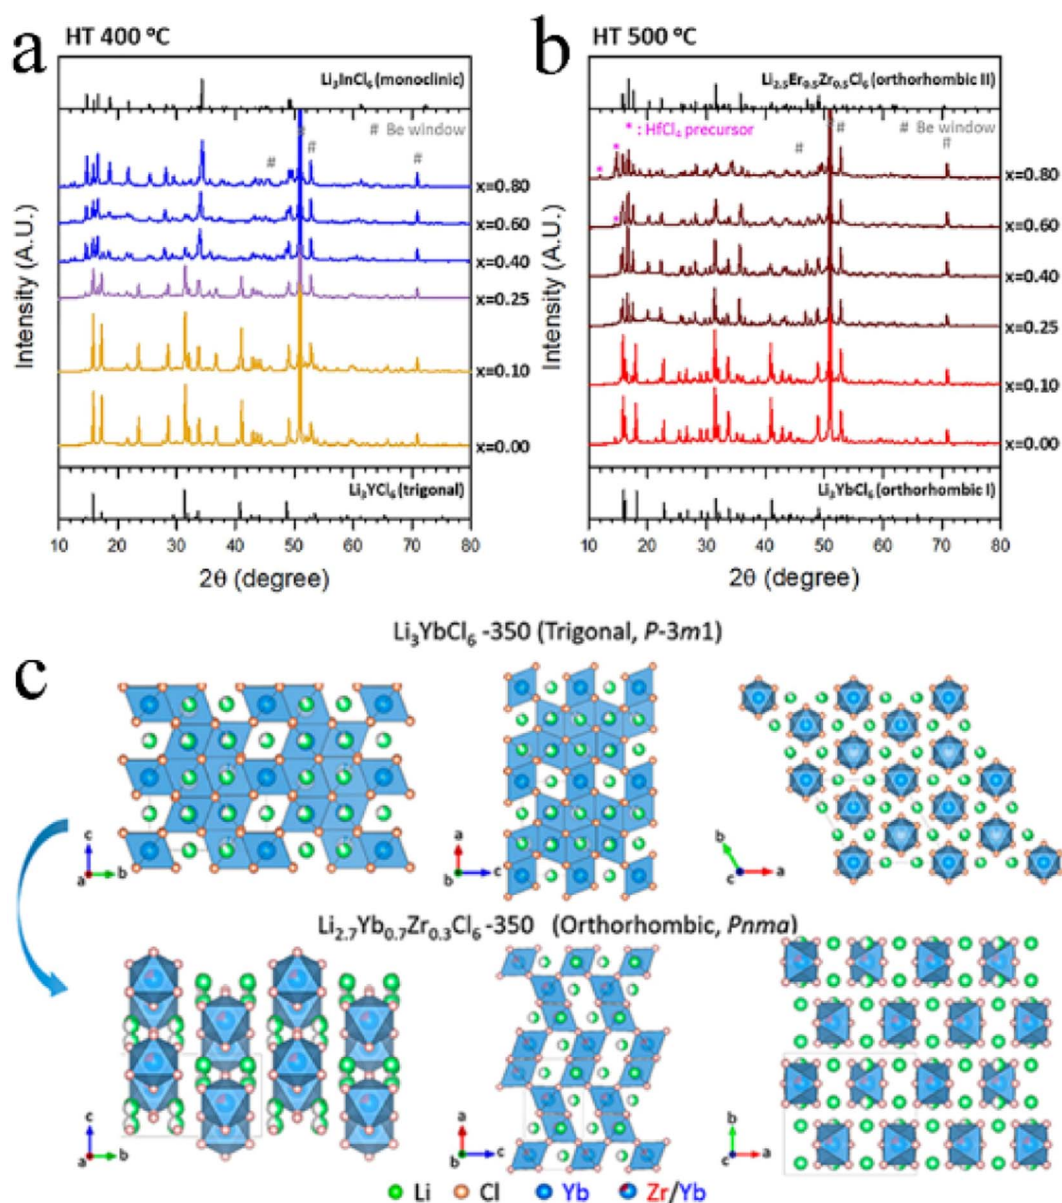 a HT 400 °C
Li3InCl6 (monoclinic)
# Be window
#
#
#
#
x=0.80
x=0.60
x=0.40
x=0.25
x=0.10
x=0.00
Li3YCl6 (trigonal)
Intensity (A.U.)
10 20 30 40 50 60 70 80
2θ (degree)
b HT 500 °C
Li2.5Er0.5Zr0.5Cl6 (orthorhombic II)
* : HfCl4 precursor
# Be window
#
#
#
#
*
*
*
x=0.80
x=0.60
x=0.40
x=0.25
x=0.10
x=0.00
Li3YbCl6 (orthorhombic I)
Intensity (A.U.)
10 20 30 40 50 60 70 80
2θ (degree)
Li3YbCl6 -350 (Trigonal, P-3m1)
c
c
a b
a
b c
b
c a
Li2.7Yb0.7Zr0.3Cl6 -350 (Orthorhombic, Pnma)
c
a b
a
b c
b
c a
Li Cl Yb Zr/Yb